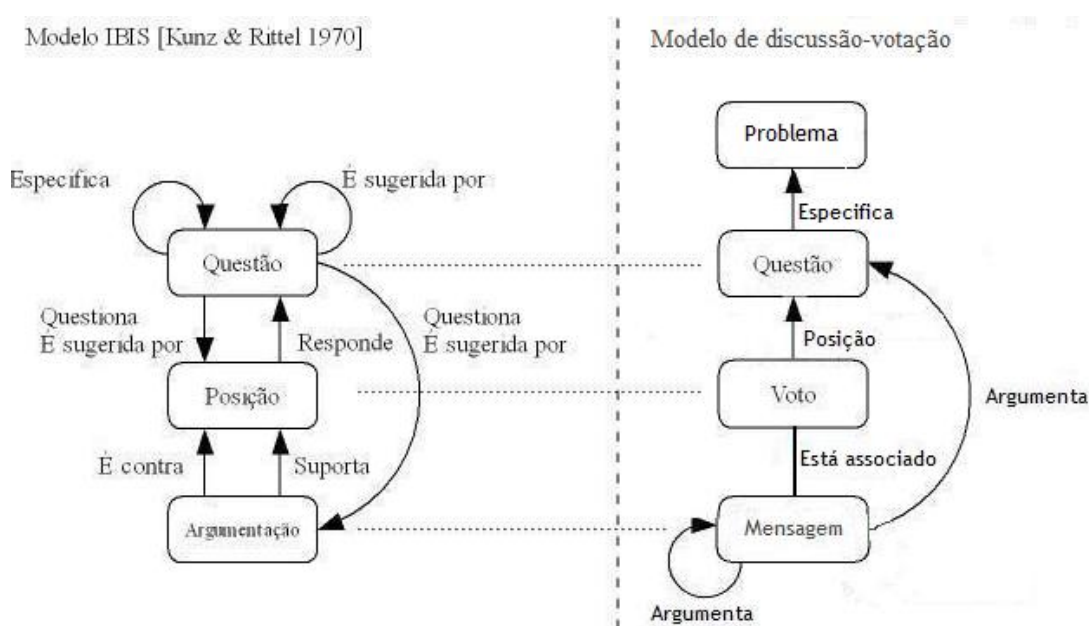 Modelo IBIS [Kunz & Rittel 1970]
Especifica
É sugerida por
Questão
Questiona
É sugerida por
Responde
Questiona
É sugerida por
Posição
É contra
Suporta
Argumentação
Modelo de discussão-votação
Problema
Especifica
Questão
Posição
Voto
Argumenta
Está associado
Mensagem
Argumenta